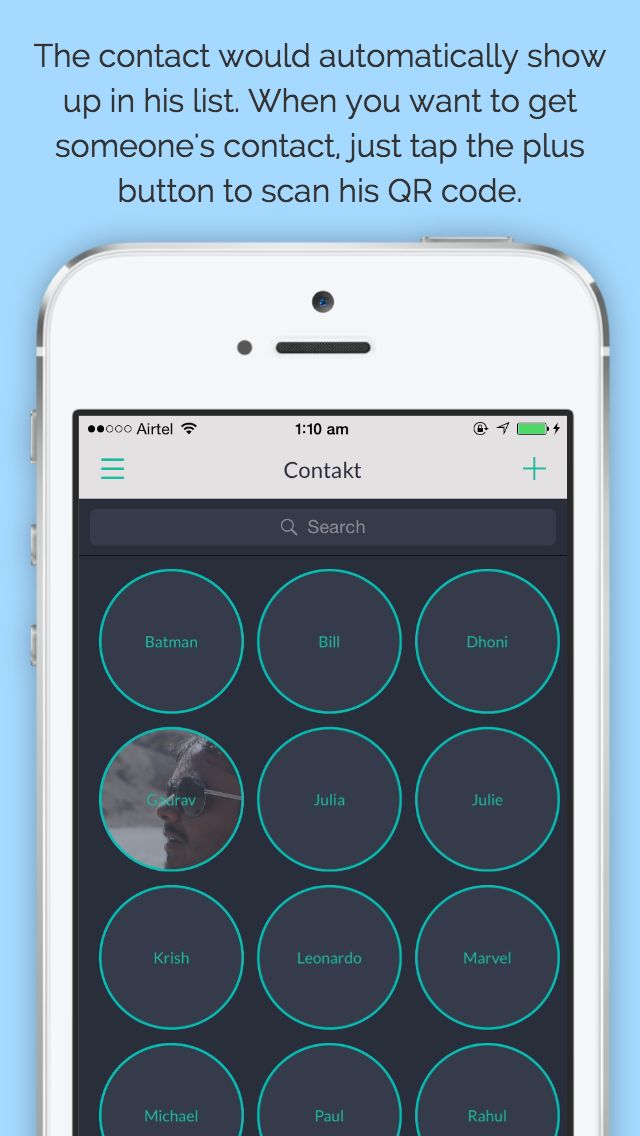 The contact would automatically show
up in his list. When you want to get
someone's contact, just tap the plus
button to scan his QR code.
Airtel 1:10 am
Contakt
Search
Batman Bill Dhoni
Gaurav Julia Julie
Krish Leonardo Marvel
Michael Paul Rahul